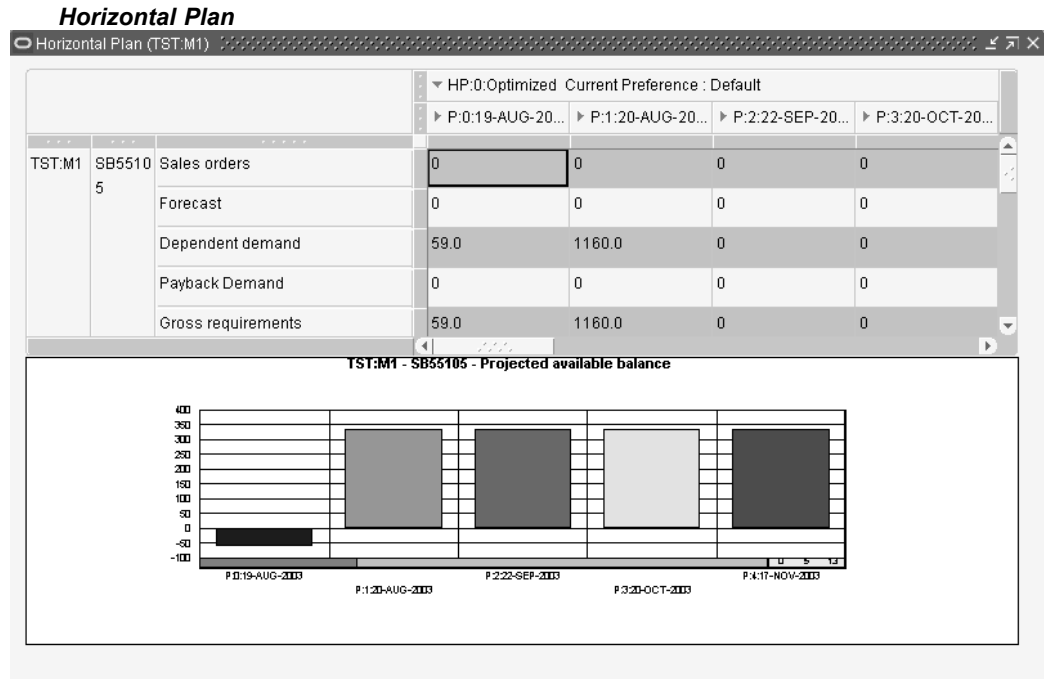 Horizontal Plan
Horizontal Plan (TST:M1)
HP:0:Optimized Current Preference : Default
P:0:19-AUG-20... P:1:20-AUG-20... P:2:22-SEP-20... P:3:20-OCT-20...
TST:M1 SB5510 Sales orders 0 0 0 0
5
Forecast 0 0 0 0
Dependent demand 59.0 1160.0 0 0
Payback Demand 0 0 0 0
Gross requirements 59.0 1160.0 0 0
TST:M1 - SB55105 - Projected available balance
400
350
300
250
200
150
100
50
0
-50
-100
0 5 13
P:0:19-AUG-2003 P:2:22-SEP-2003 P:4:17-NOV-2003
P:1:20-AUG-2003 P:3:20-OCT-2003